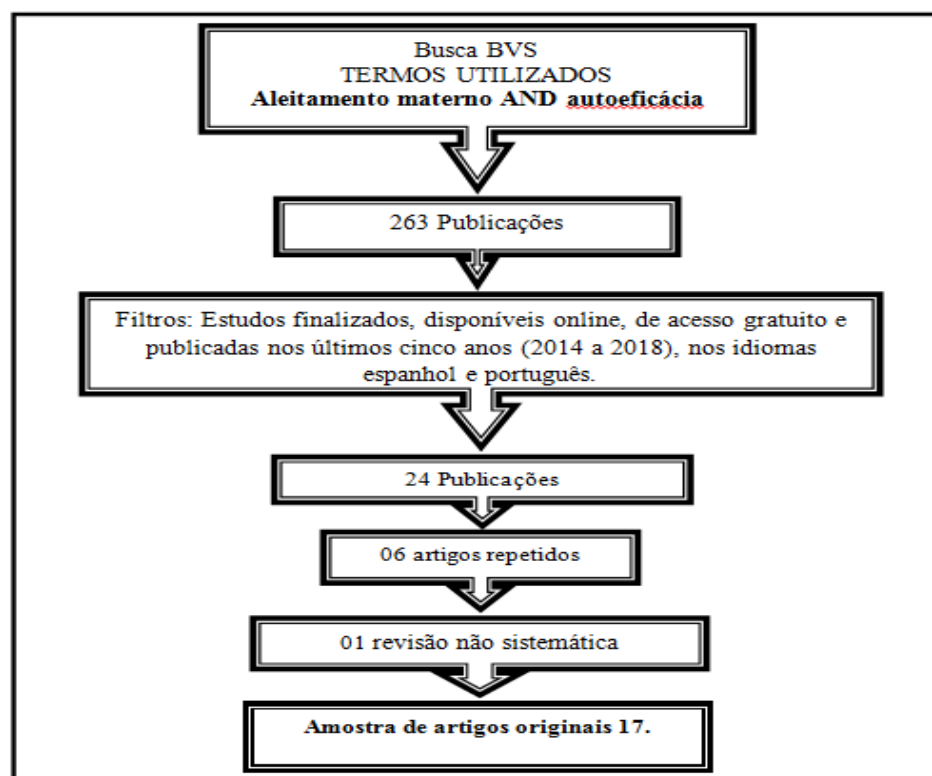 Busca BVS
TERMOS UTILIZADOS
Aleitamento materno AND autoeficácia
263 Publicações
Filtros: Estudos finalizados, disponíveis online, de acesso gratuito e
publicadas nos últimos cinco anos (2014 a 2018), nos idiomas
espanhol e português.
24 Publicações
06 artigos repetidos
01 revisão não sistemática
Amostra de artigos originais 17.